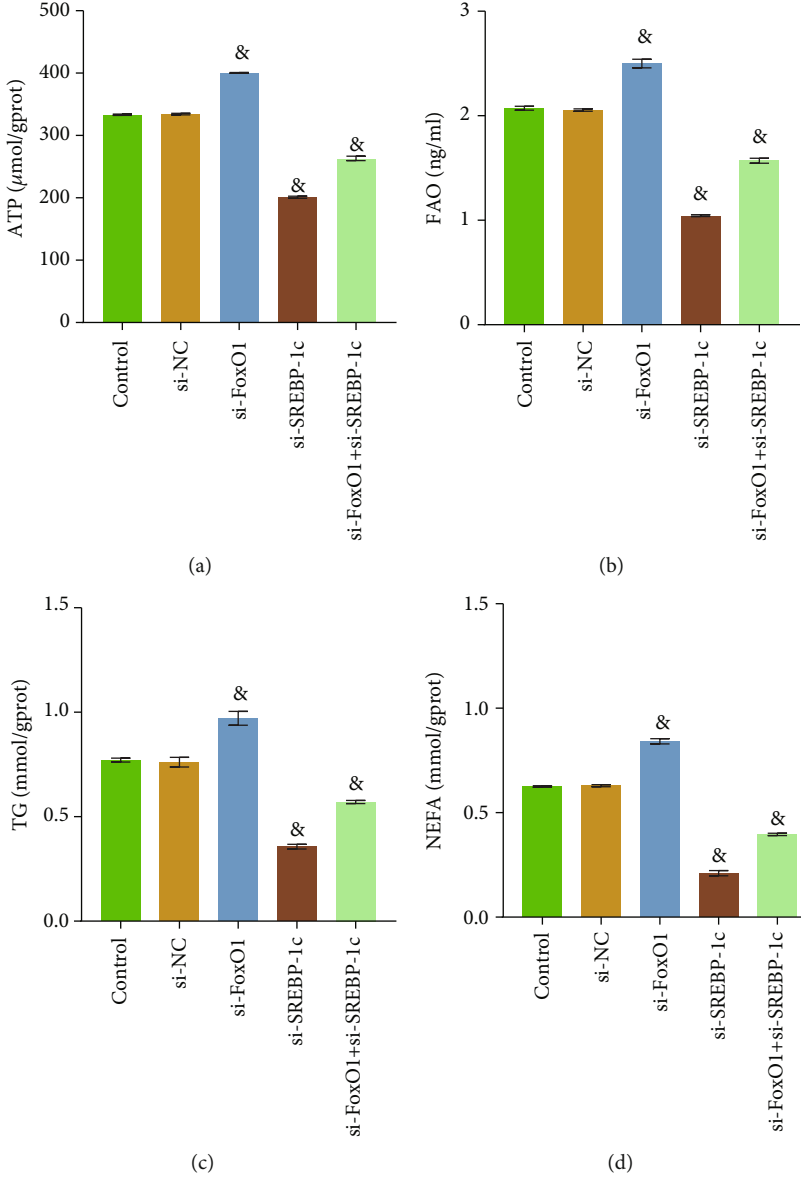 500
400
300
200
100
0
ATP (μmol/gprot)
&
&
&
Control
si-NC
si-FoxO1
si-SREBP-1c
si-FoxO1+si-SREBP-1c
(a)
3
2
1
0
FAO (ng/ml)
&
&
&
Control
si-NC
si-FoxO1
si-SREBP-1c
si-FoxO1+si-SREBP-1c
(b)
1.5
1.0
0.5
0.0
TG (mmol/gprot)
&
&
&
Control
si-NC
si-FoxO1
si-SREBP-1c
si-FoxO1+si-SREBP-1c
(c)
1.5
1.0
0.5
0.0
NEFA (mmol/gprot)
&
&
&
Control
si-NC
si-FoxO1
si-SREBP-1c
si-FoxO1+si-SREBP-1c
(d)